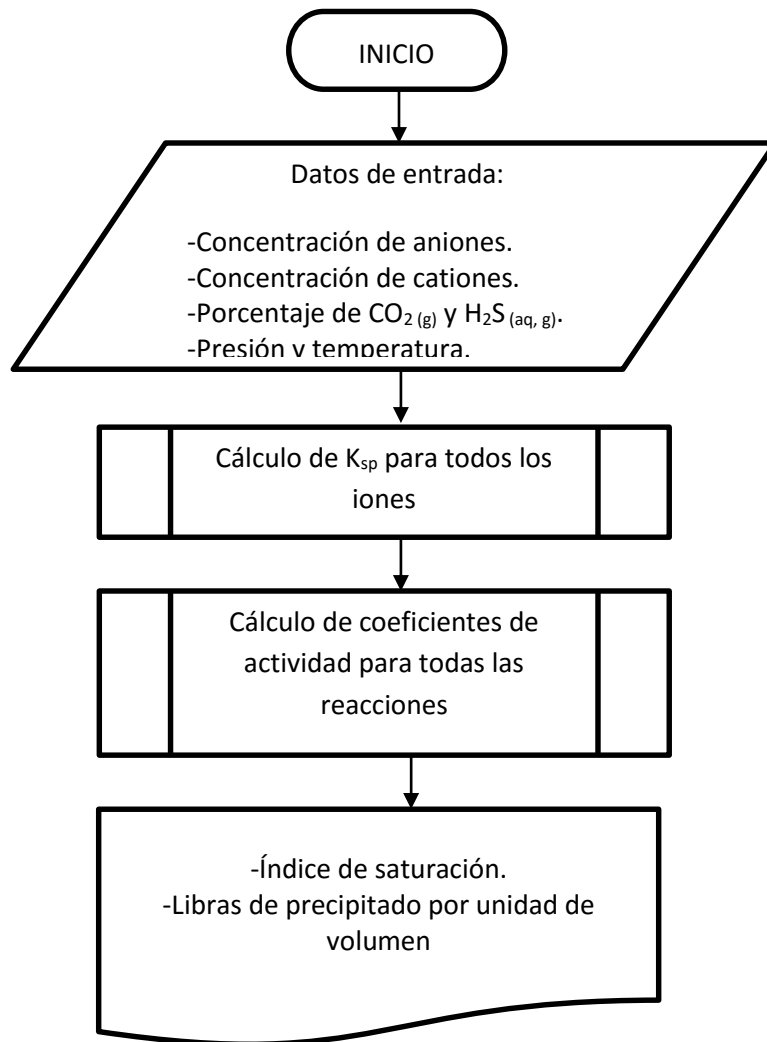 INICIO
Datos de entrada:
-Concentración de aniones.
-Concentración de cationes.
-Porcentaje de CO₂ (g) y H₂S (aq, g).
-Presión y temperatura.
Cálculo de Kₛₚ para todos los
iones
Cálculo de coeficientes de
actividad para todas las
reacciones
-Índice de saturación.
-Libras de precipitado por unidad de
volumen